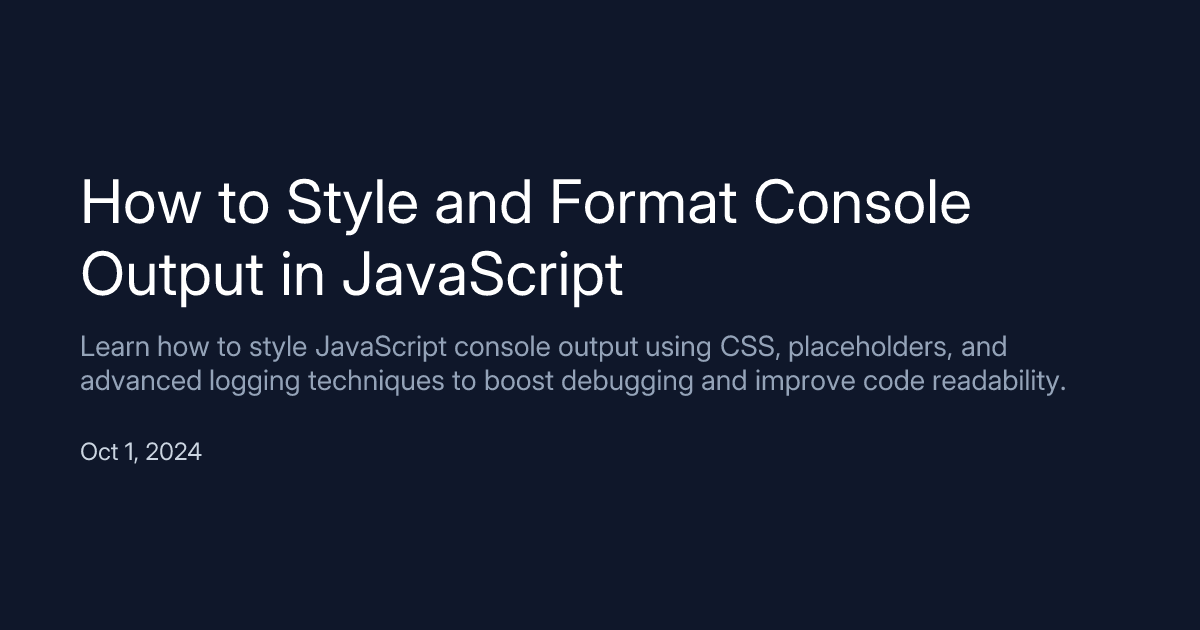 How to Style and Format Console
Output in JavaScript
Learn how to style JavaScript console output using CSS, placeholders, and
advanced logging techniques to boost debugging and improve code readability.
Oct 1, 2024